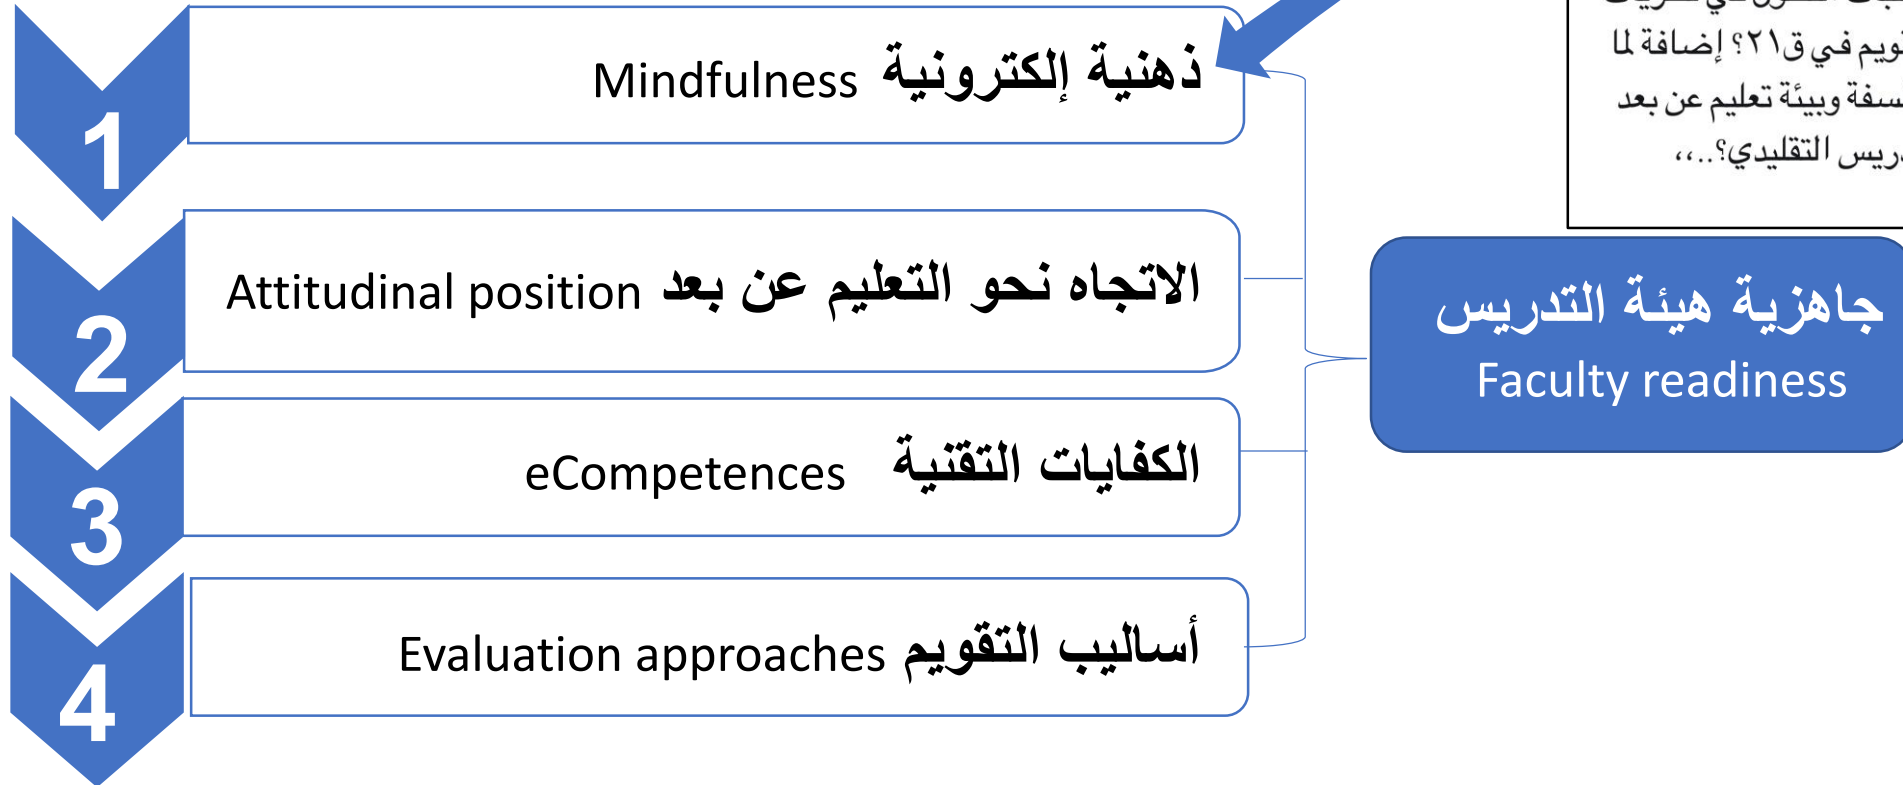 ويم في ق٢١؟ إضافة لما
سفة وبيئة تعليم عن بعد
ريس التقليدي؟..،،
1
ذهنية إلكترونية Mindfulness
2
الاتجاه نحو التعليم عن بعد Attitudinal position
3
الكفايات التقنية eCompetences
4
أساليب التقويم Evaluation approaches
جاهزية هيئة التدريس
Faculty readiness